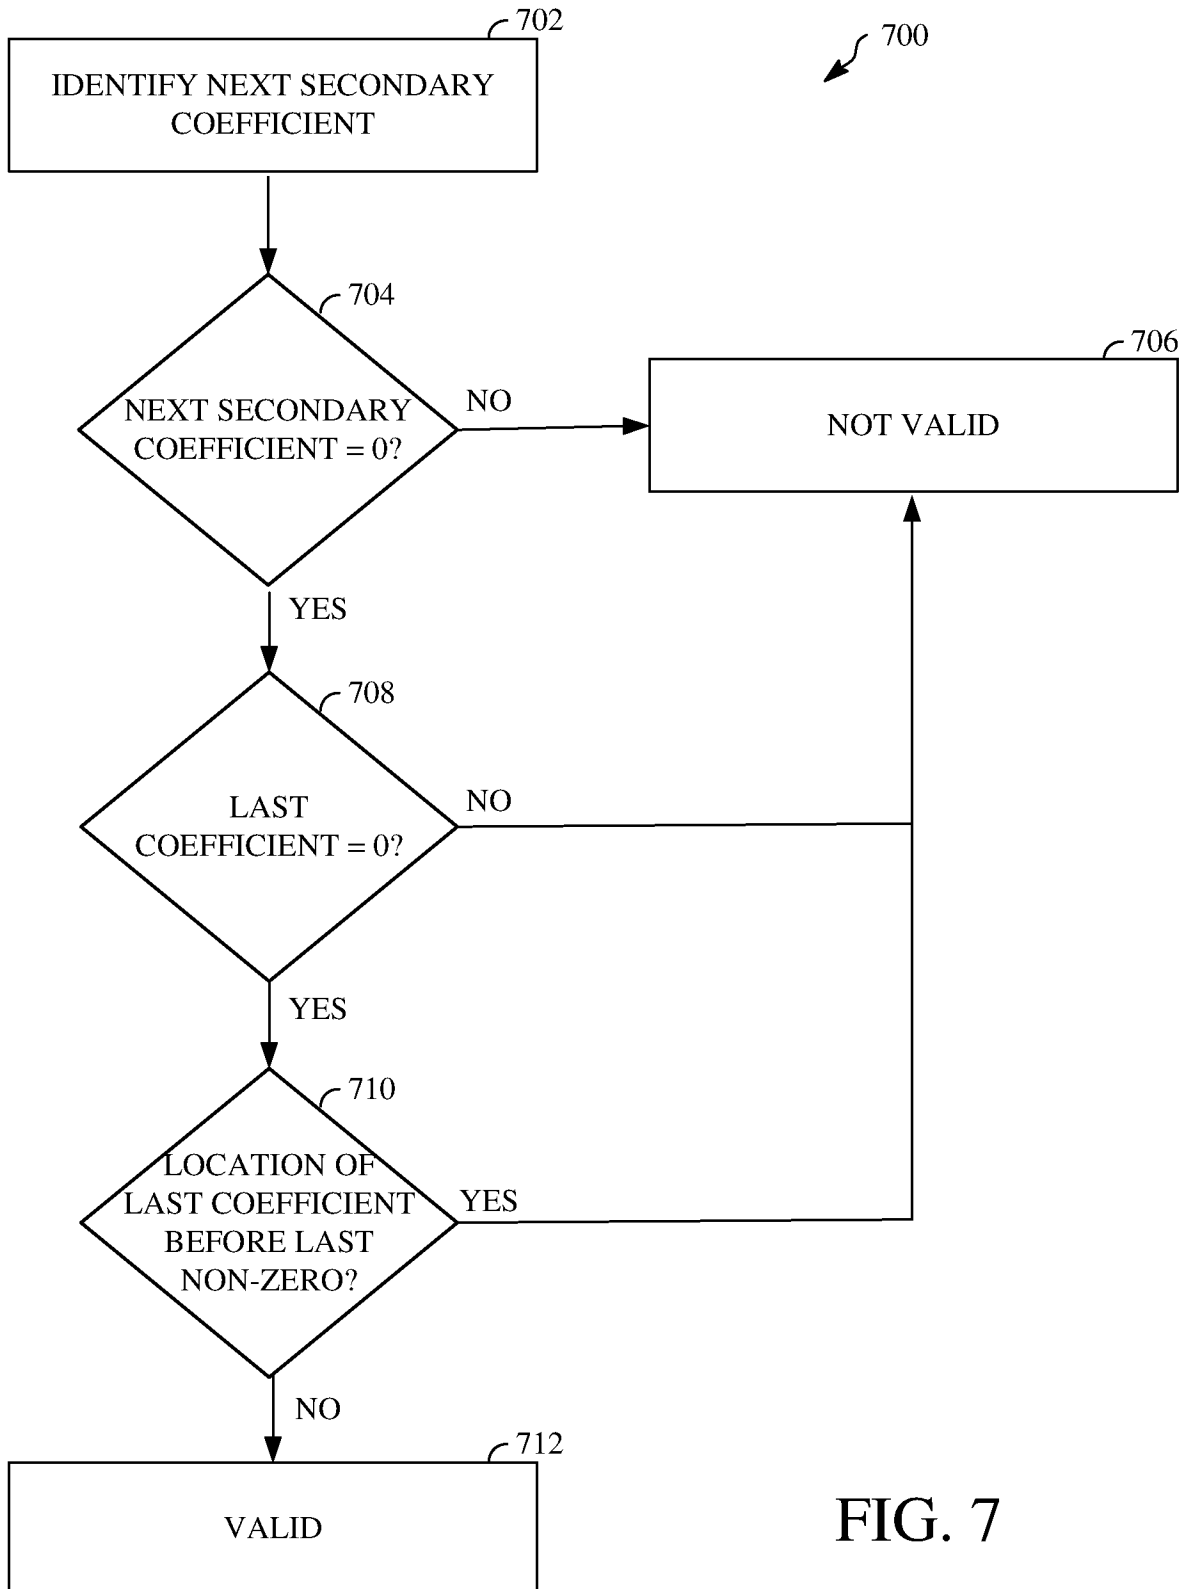 702
700
IDENTIFY NEXT SECONDARY
COEFFICIENT
704
NEXT SECONDARY
COEFFICIENT = 0?
NO
706
NOT VALID
YES
708
LAST
COEFFICIENT = 0?
NO
YES
710
LOCATION OF
LAST COEFFICIENT
BEFORE LAST
NON-ZERO?
YES
NO
712
VALID
FIG. 7